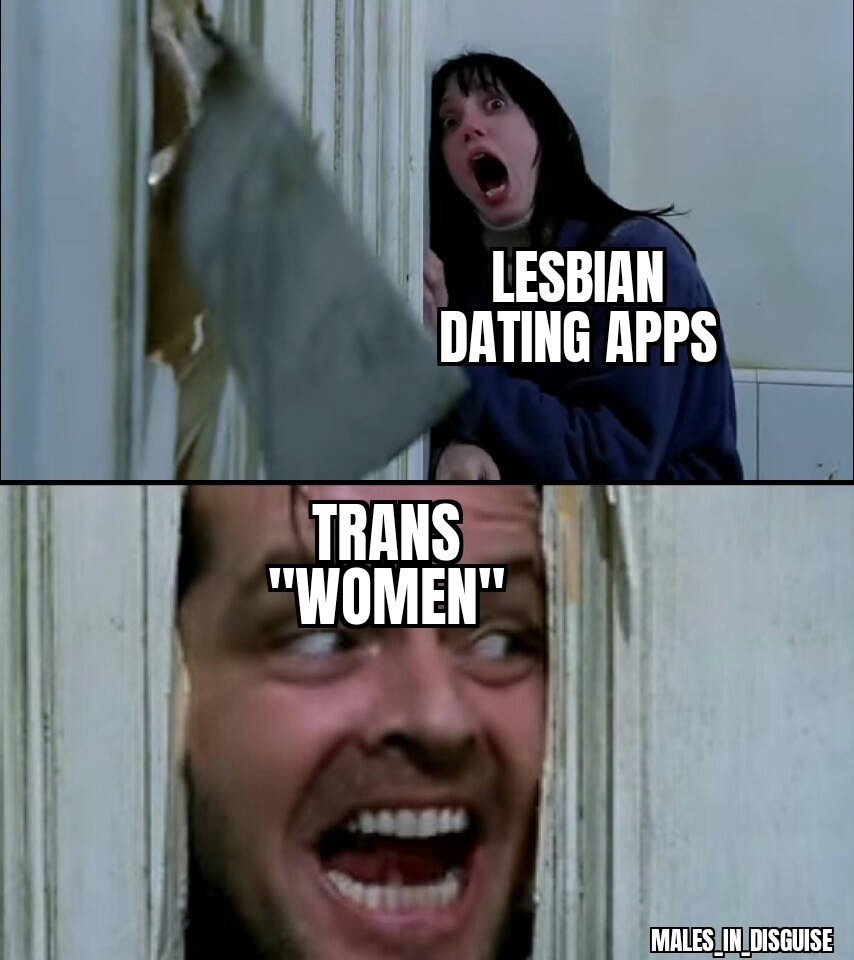 LESBIAN
DATING APPS
TRANS
"WOMEN"
MALES_IN_DISGUISE